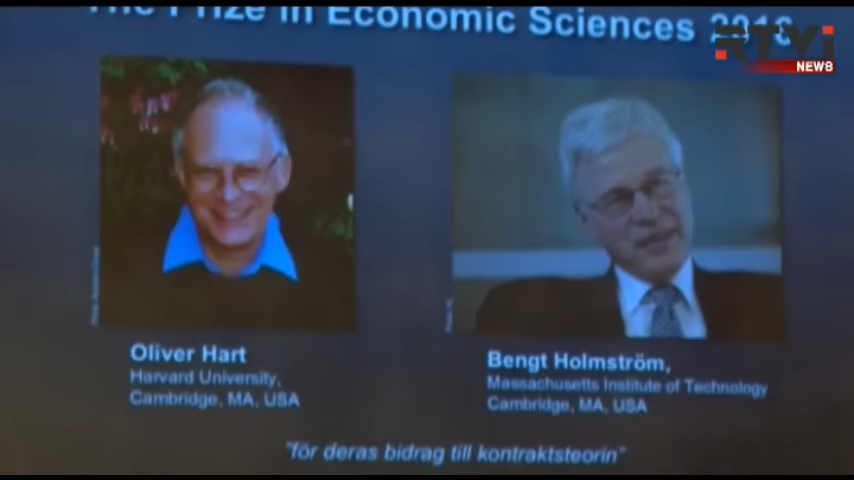 The Prize in Economic Sciences 2016
RTVi
NEWS
Oliver Hart
Harvard University,
Cambridge, MA, USA
Bengt Holmström,
Massachusetts Institute of Technology
Cambridge, MA, USA
"för deras bidrag till kontraktsteorin"